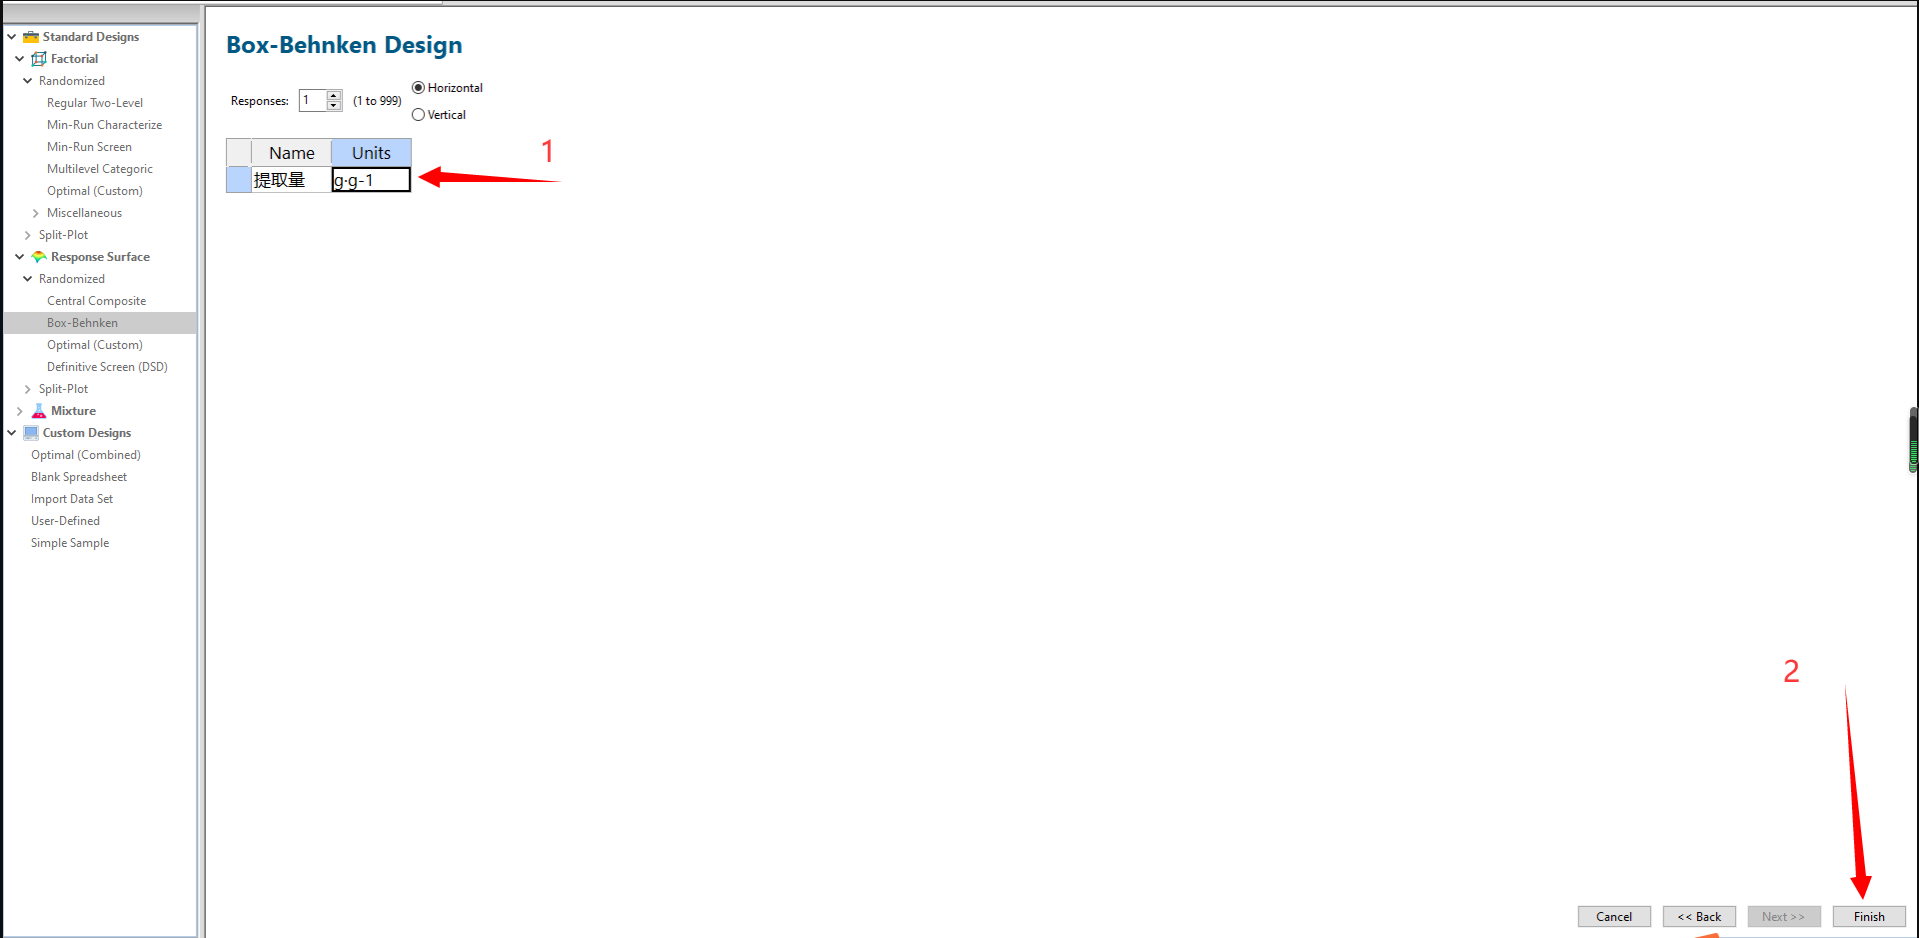 Standard Designs
Factorial
Randomized
Regular Two-Level
Min-Run Characterize
Min-Run Screen
Multilevel Categoric
Optimal (Custom)
Miscellaneous
Split-Plot
Response Surface
Randomized
Central Composite
Box-Behnken
Optimal (Custom)
Definitive Screen (DSD)
Split-Plot
Mixture
Custom Designs
Optimal (Combined)
Blank Spreadsheet
Import Data Set
User-Defined
Simple Sample
Box-Behnken Design
Responses: 1 (1 to 999)
Horizontal
Vertical
Name Units
提取量 g·g-1
1
2
Cancel << Back Next >> Finish